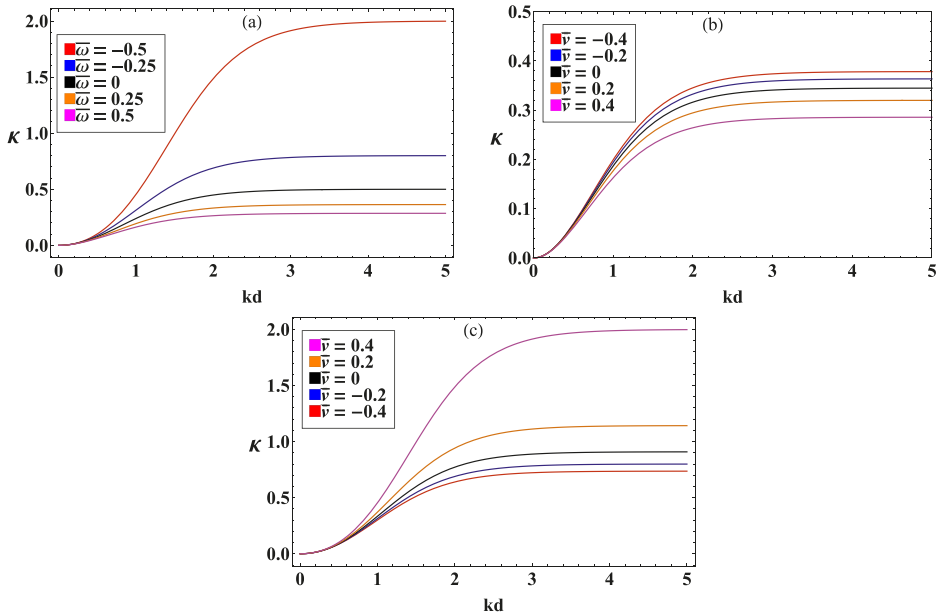 (a)
ω̅ = −0.5
ω̅ = −0.25
ω̅ = 0
ω̅ = 0.25
ω̅ = 0.5
2.0
1.5
1.0
0.5
0.0
κ
0 1 2 3 4 5
kd
(b)
ν̅ = −0.4
ν̅ = −0.2
ν̅ = 0
ν̅ = 0.2
ν̅ = 0.4
0.5
0.4
0.3
0.2
0.1
0.0
κ
0 1 2 3 4 5
kd
(c)
ν̅ = 0.4
ν̅ = 0.2
ν̅ = 0
ν̅ = −0.2
ν̅ = −0.4
2.0
1.5
1.0
0.5
0.0
κ
0 1 2 3 4 5
kd